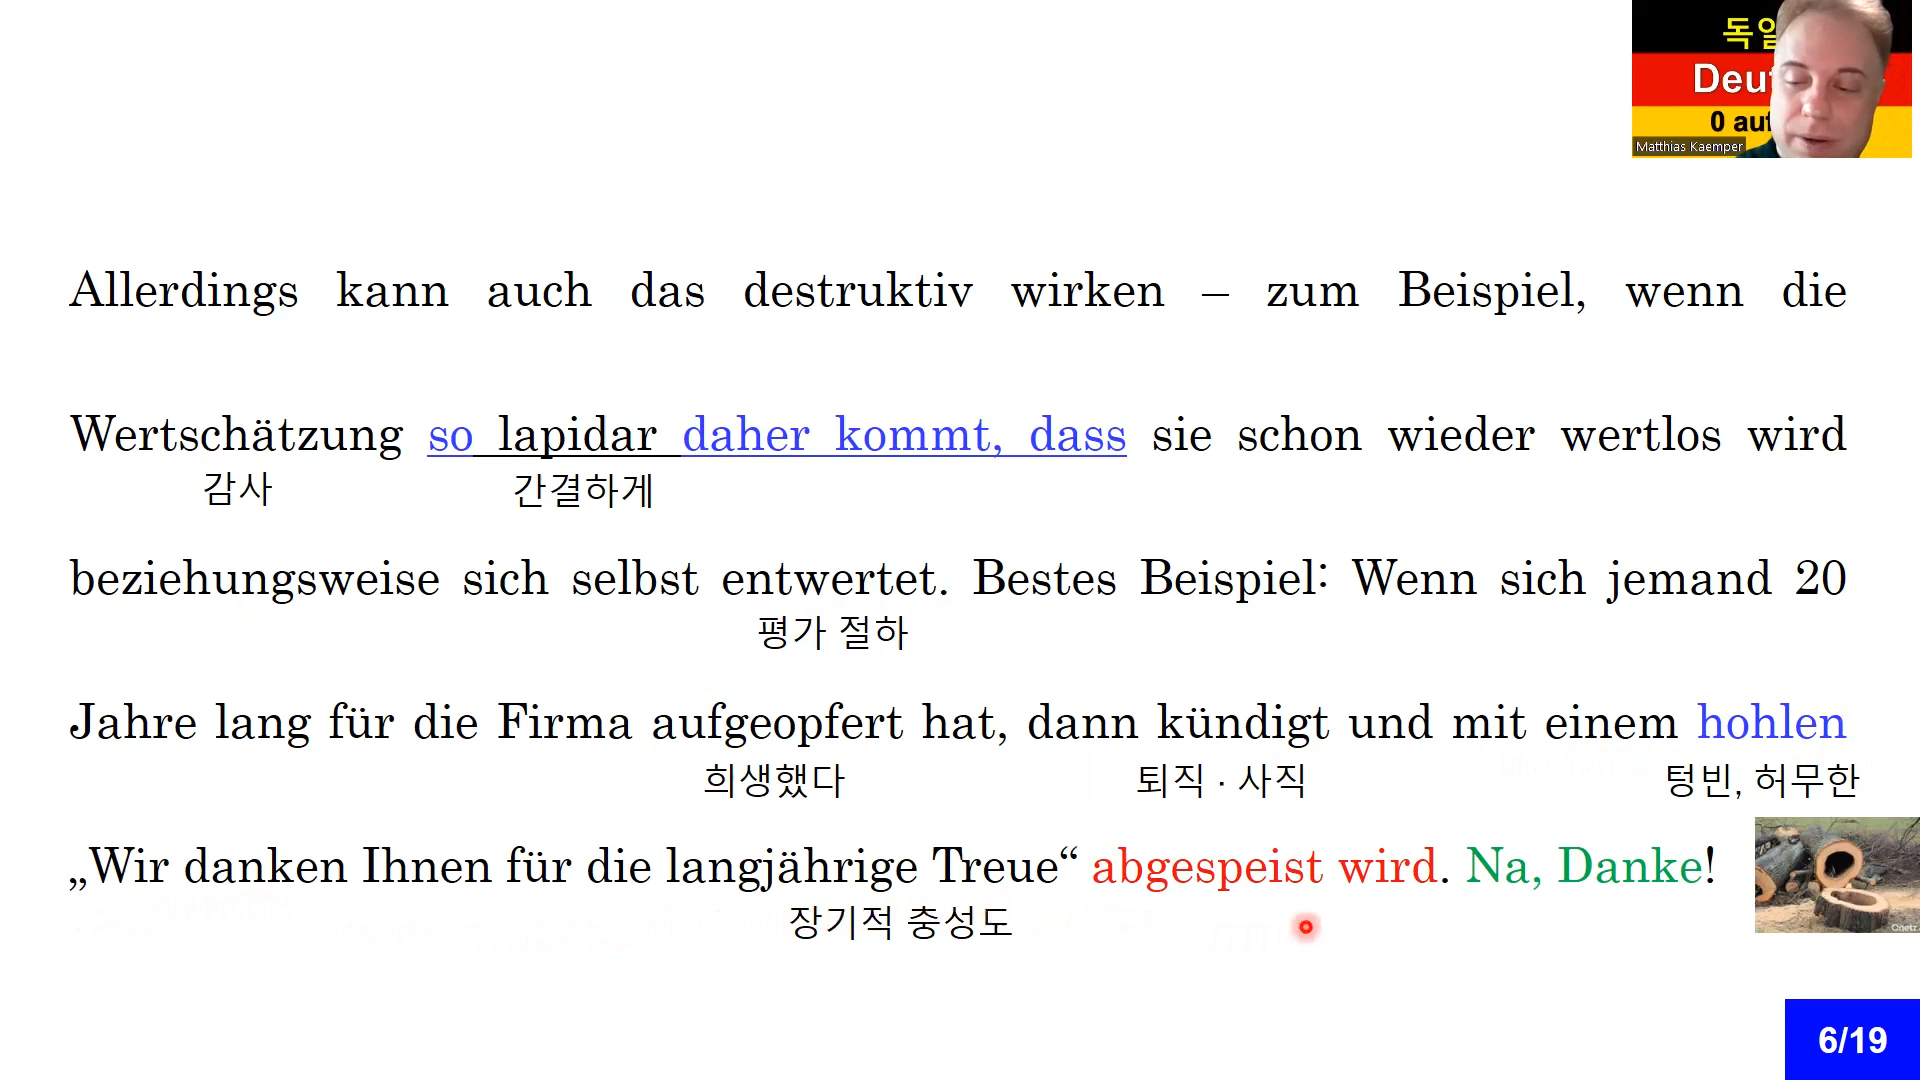 독일
Deut
0 auf
Matthias Kaemper
Allerdings kann auch das destruktiv wirken – zum Beispiel, wenn die
Wertschätzung so lapidar daher kommt, dass sie schon wieder wertlos wird
감사 간결하게
beziehungsweise sich selbst entwertet. Bestes Beispiel: Wenn sich jemand 20
평가 절하
Jahre lang für die Firma aufgeopfert hat, dann kündigt und mit einem hohlen
희생했다 퇴직 · 사직 텅빈, 허무한
„Wir danken Ihnen für die langjährige Treue“ abgespeist wird. Na, Danke!
장기적 충성도
Onetz
6/19